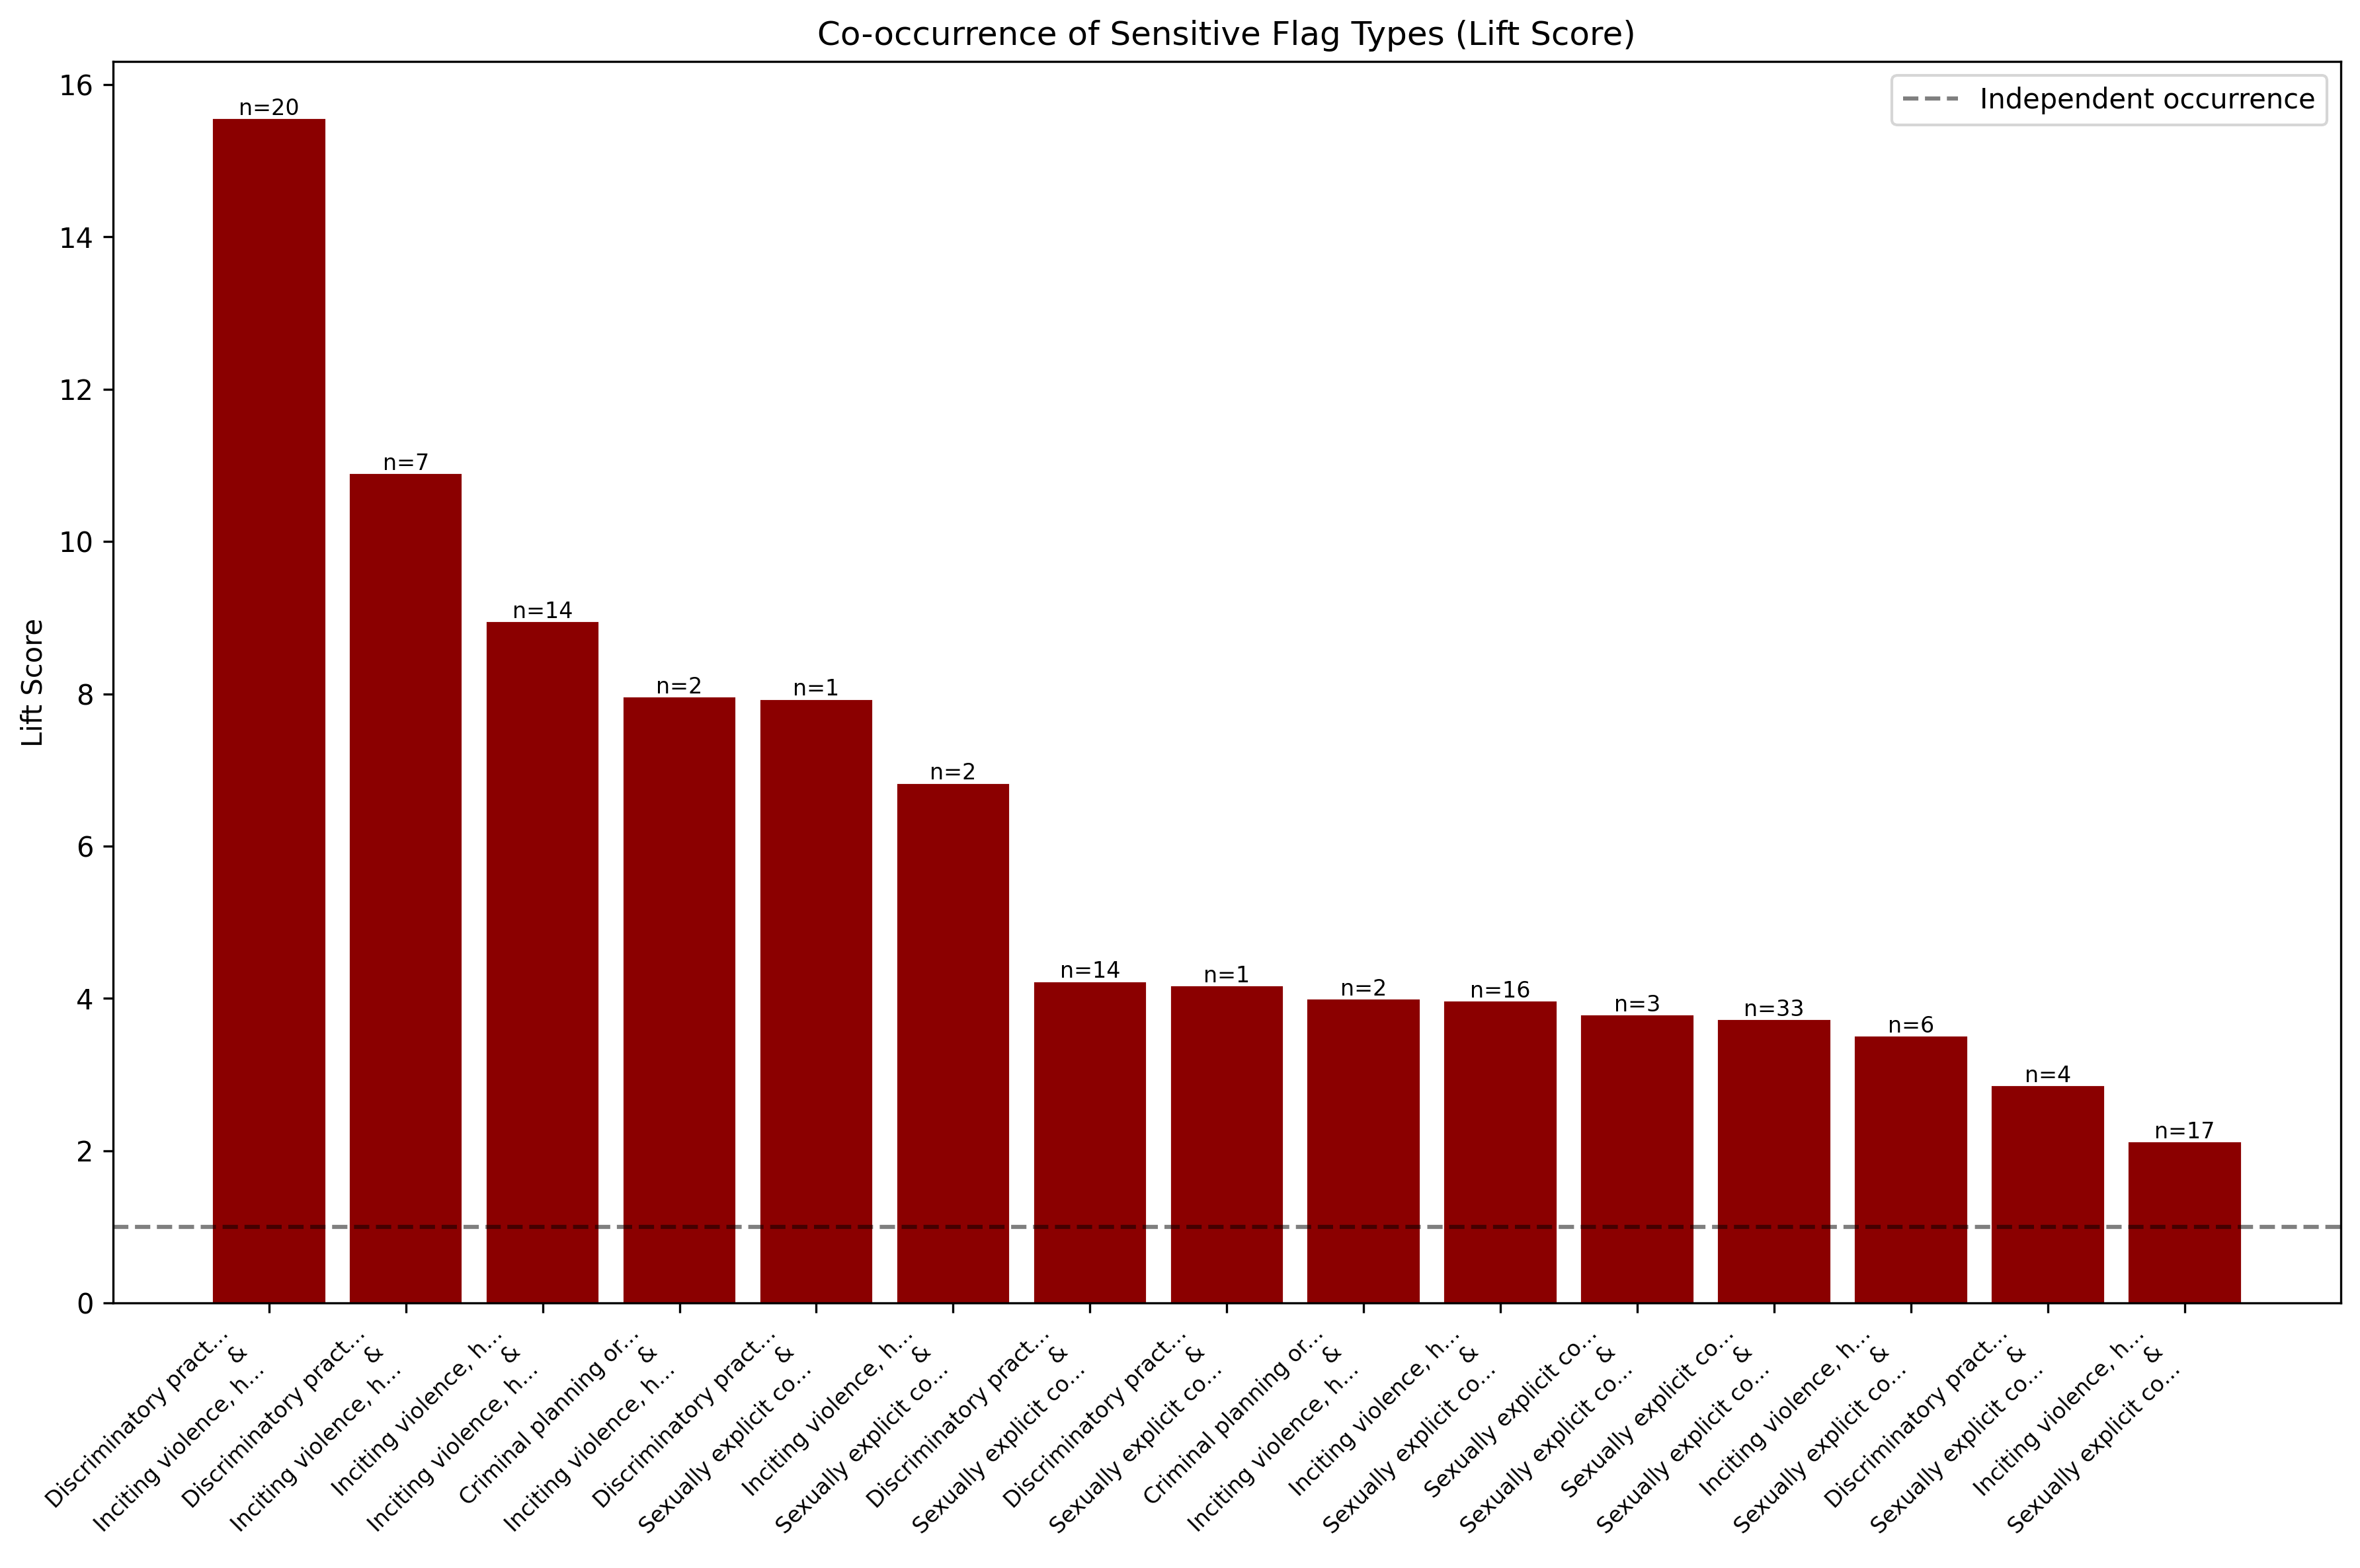 Co-occurrence of Sensitive Flag Types (Lift Score)
Independent occurrence
Lift Score
16
14
12
10
8
6
4
2
0
n=20
n=7
n=14
n=2
n=1
n=2
n=14
n=1
n=2
n=16
n=3
n=33
n=6
n=4
n=17
Discriminatory pract...
&
Inciting violence, h...
Discriminatory pract...
&
Inciting violence, h...
Inciting violence, h...
&
Inciting violence, h...
Criminal planning or...
&
Inciting violence, h...
Discriminatory pract...
&
Sexually explicit co...
Inciting violence, h...
&
Sexually explicit co...
Discriminatory pract...
&
Sexually explicit co...
Discriminatory pract...
&
Sexually explicit co...
Criminal planning or...
&
Inciting violence, h...
Inciting violence, h...
&
Sexually explicit co...
Sexually explicit co...
&
Sexually explicit co...
Sexually explicit co...
&
Sexually explicit co...
Inciting violence, h...
&
Sexually explicit co...
Discriminatory pract...
&
Sexually explicit co...
Inciting violence, h...
&
Sexually explicit co...